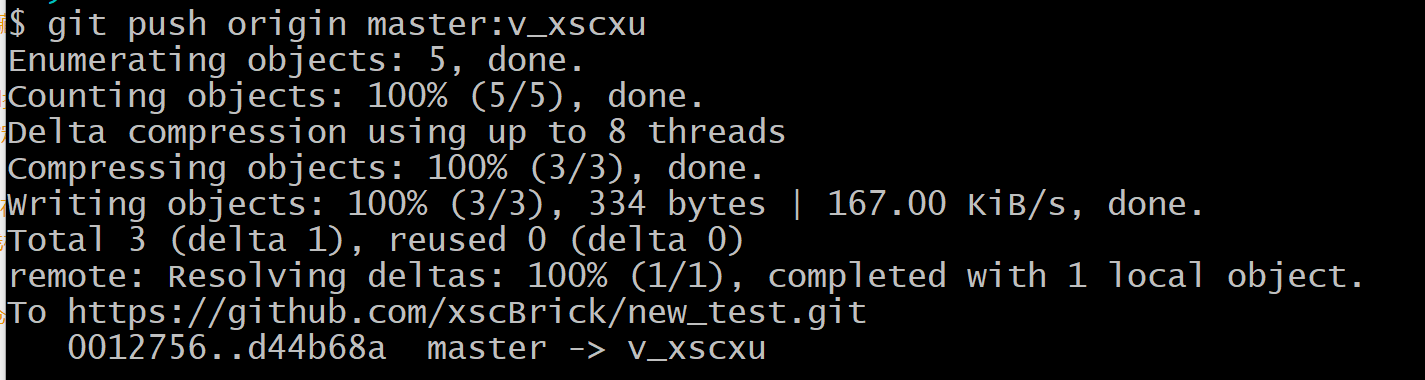 $ git push origin master:v_xscxu
Enumerating objects: 5, done.
Counting objects: 100% (5/5), done.
Delta compression using up to 8 threads
Compressing objects: 100% (3/3), done.
Writing objects: 100% (3/3), 334 bytes | 167.00 KiB/s, done.
Total 3 (delta 1), reused 0 (delta 0)
remote: Resolving deltas: 100% (1/1), completed with 1 local object.
To https://github.com/xscBrick/new_test.git
   0012756..d44b68a  master -> v_xscxu